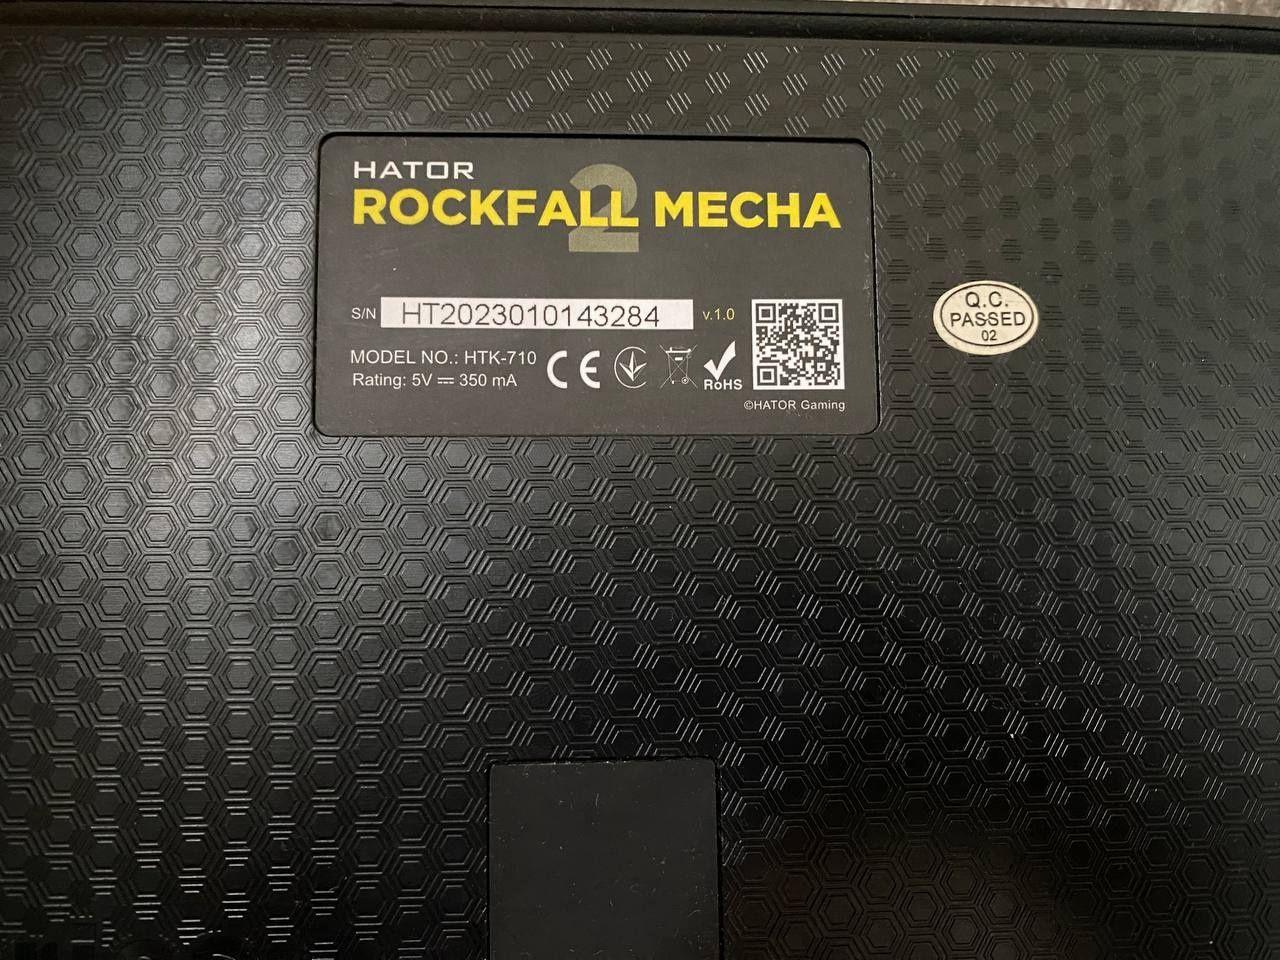 HATOR
ROCKFALL 2 MECHA
S/N HT2023010143284 v.1.0
MODEL NO.: HTK-710
Rating: 5V ⎓ 350 mA
CE
RoHS
©HATOR Gaming
Q.C.
PASSED
02